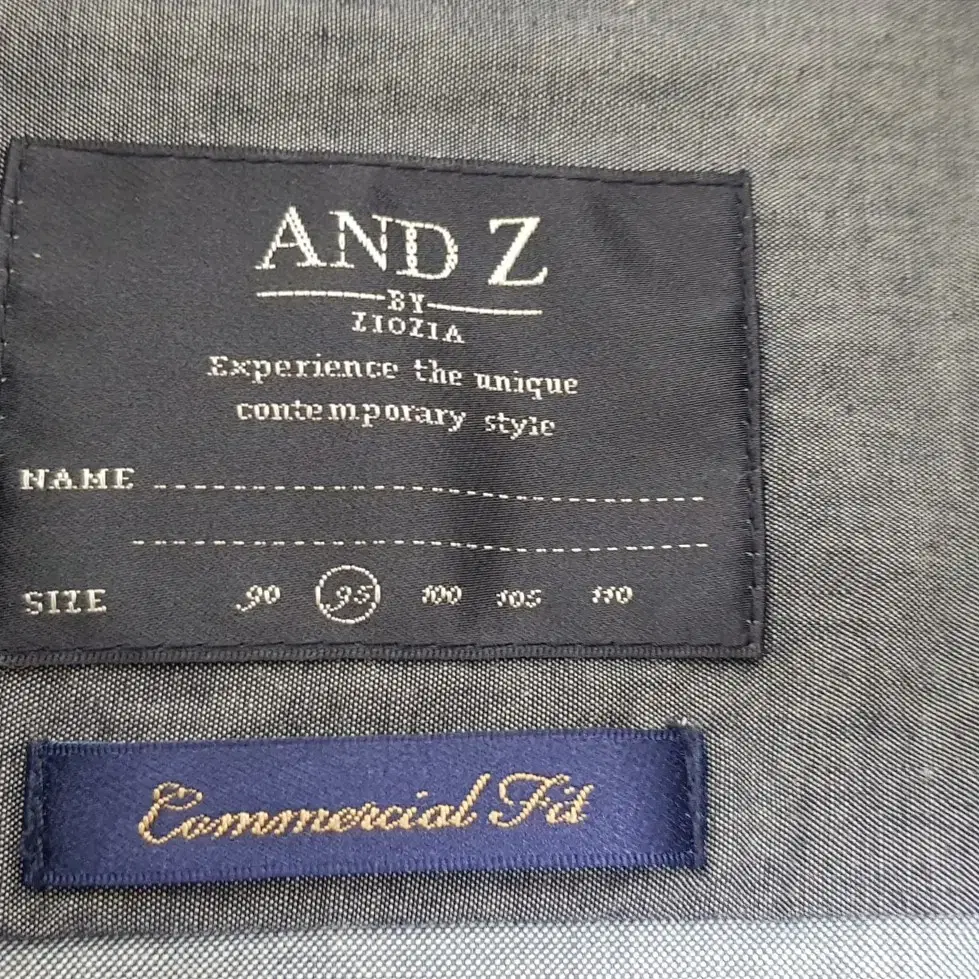 AND Z
BY
ZIOZIA
Experience the unique
contemporary style
NAME
SIZE 90 95 100 105 110
Commercial Fit